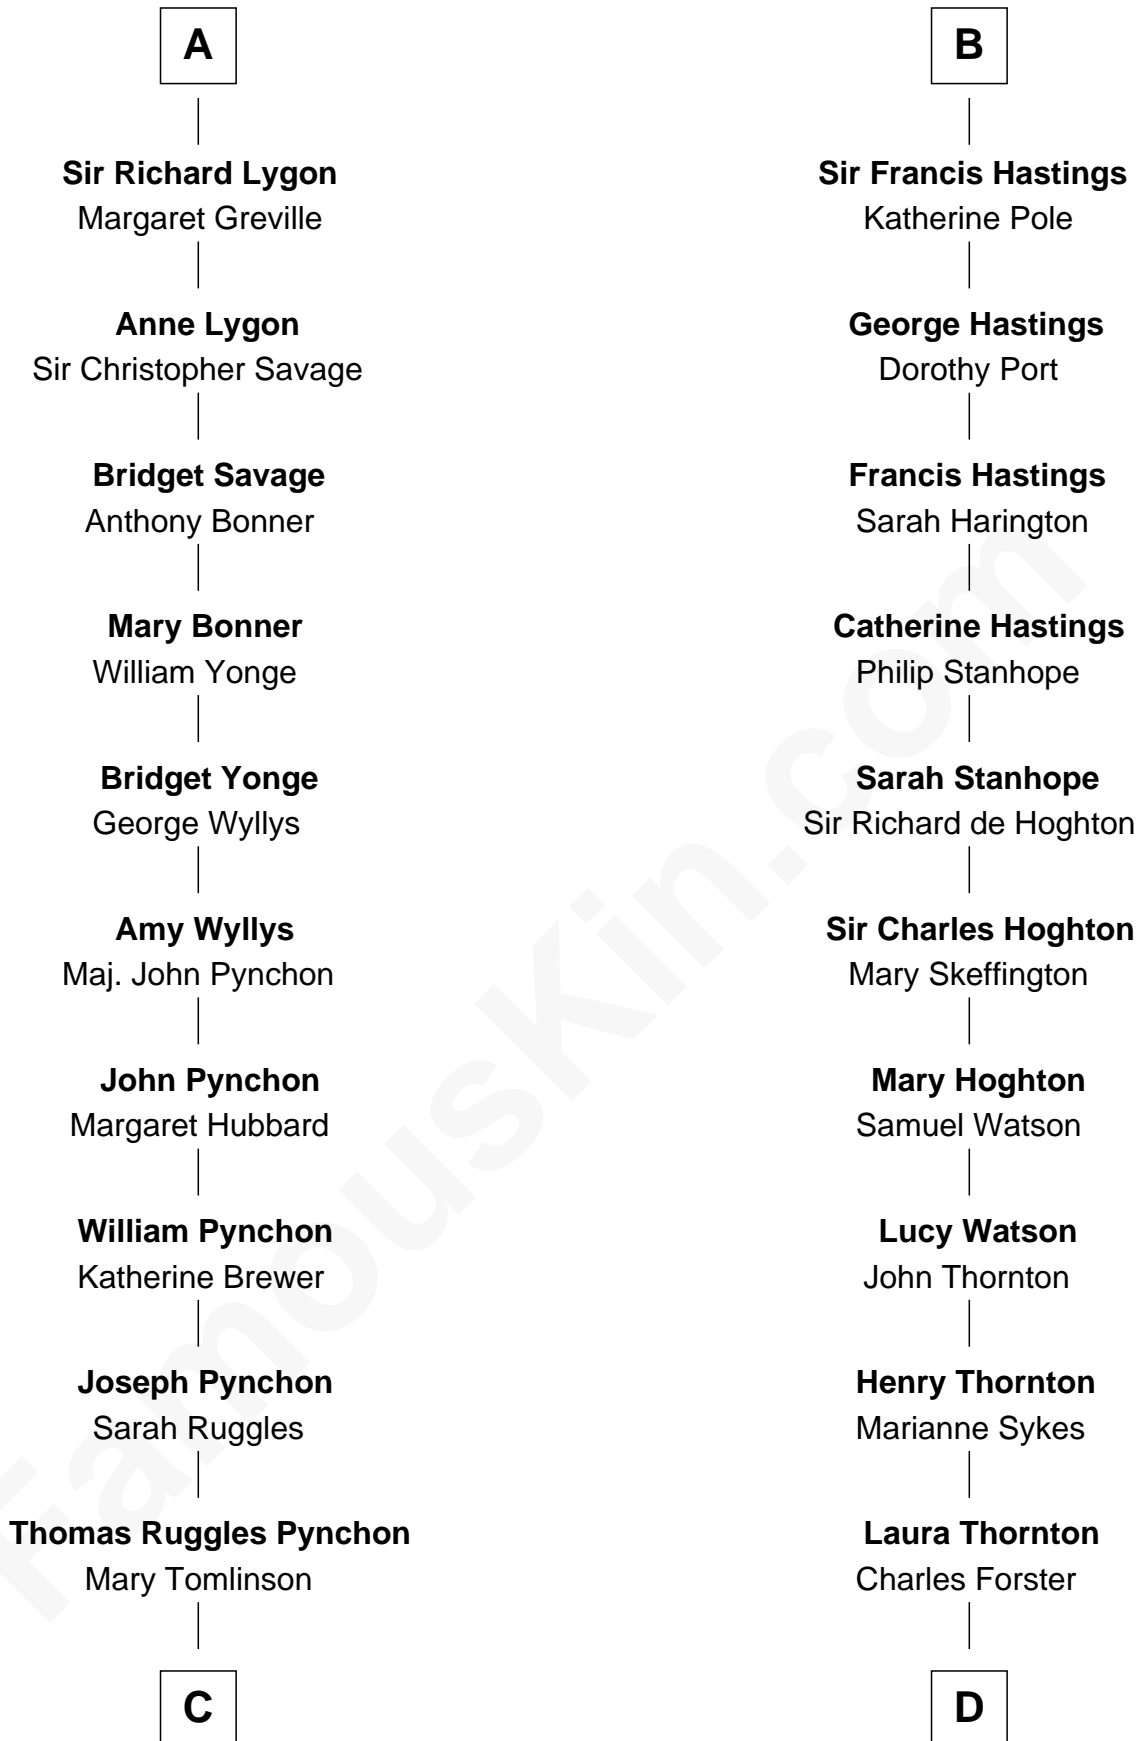 A
Sir Richard Lygon
Margaret Greville
Anne Lygon
Sir Christopher Savage
Bridget Savage
Anthony Bonner
Mary Bonner
William Yonge
Bridget Yonge
George Wyllys
Amy Wyllys
Maj. John Pynchon
John Pynchon
Margaret Hubbard
William Pynchon
Katherine Brewer
Joseph Pynchon
Sarah Ruggles
Thomas Ruggles Pynchon
Mary Tomlinson
C
B
Sir Francis Hastings
Katherine Pole
George Hastings
Dorothy Port
Francis Hastings
Sarah Harington
Catherine Hastings
Philip Stanhope
Sarah Stanhope
Sir Richard de Hoghton
Sir Charles Hoghton
Mary Skeffington
Mary Hoghton
Samuel Watson
Lucy Watson
John Thornton
Henry Thornton
Marianne Sykes
Laura Thornton
Charles Forster
D
FamousKin.com